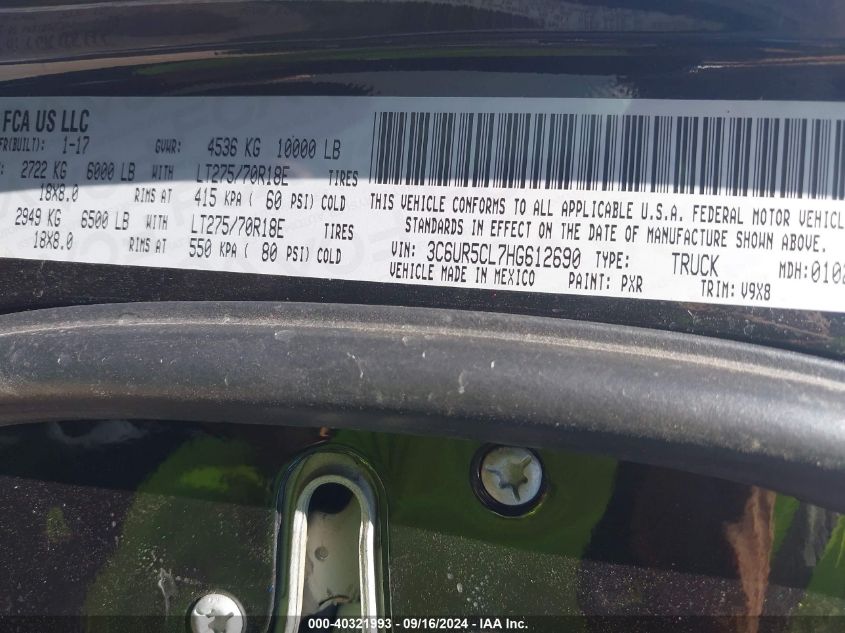 FCA US LLC
FR(BUILT): 1-17 GVWR: 4536 KG 10000 LB
2722 KG 6000 LB WITH LT275/70R18E TIRES
18X8.0 RIMS AT 415 KPA ( 60 PSI) COLD
2949 KG 6500 LB WITH LT275/70R18E TIRES
18X8.0 RIMS AT 550 KPA ( 80 PSI) COLD
THIS VEHICLE CONFORMS TO ALL APPLICABLE U.S.A. FEDERAL MOTOR VEHICL
STANDARDS IN EFFECT ON THE DATE OF MANUFACTURE SHOWN ABOVE.
VIN: 3C6UR5CL7HG612690 TYPE: TRUCK MDH:0102
VEHICLE MADE IN MEXICO PAINT: PXR TRIM: V9X8
000-40321993 - 09/16/2024 - IAA Inc.